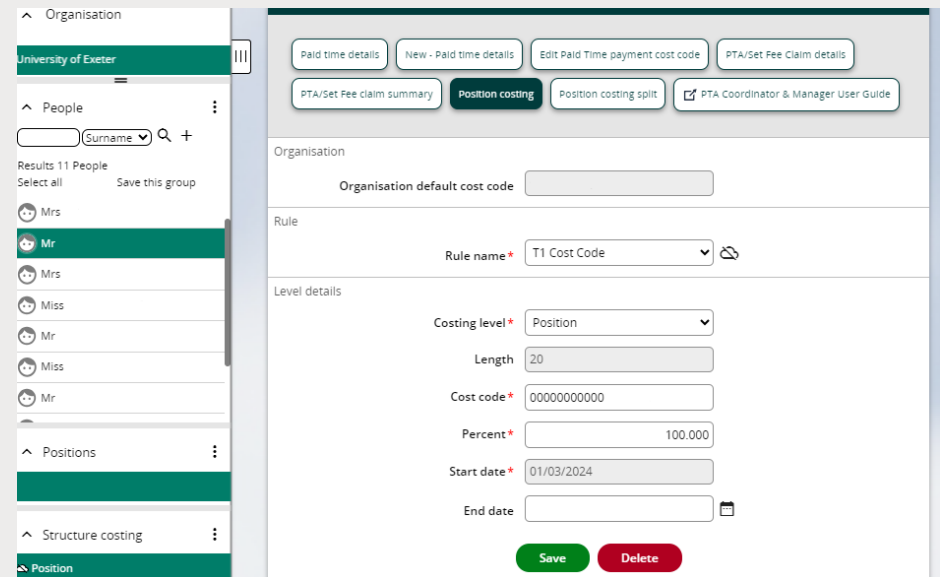 Organisation
University of Exeter
People
Surname
Results 11 People
Select all Save this group
Mrs
Mr
Mrs
Miss
Mr
Miss
Mr
Positions
Structure costing
Position
Paid time details New - Paid time details Edit Paid Time payment cost code PTA/Set Fee Claim details
PTA/Set Fee claim summary Position costing Position costing split PTA Coordinator & Manager User Guide
Organisation
Organisation default cost code
Rule
Rule name* T1 Cost Code
Level details
Costing level* Position
Length 20
Cost code* 00000000000
Percent* 100.000
Start date* 01/03/2024
End date
Save Delete